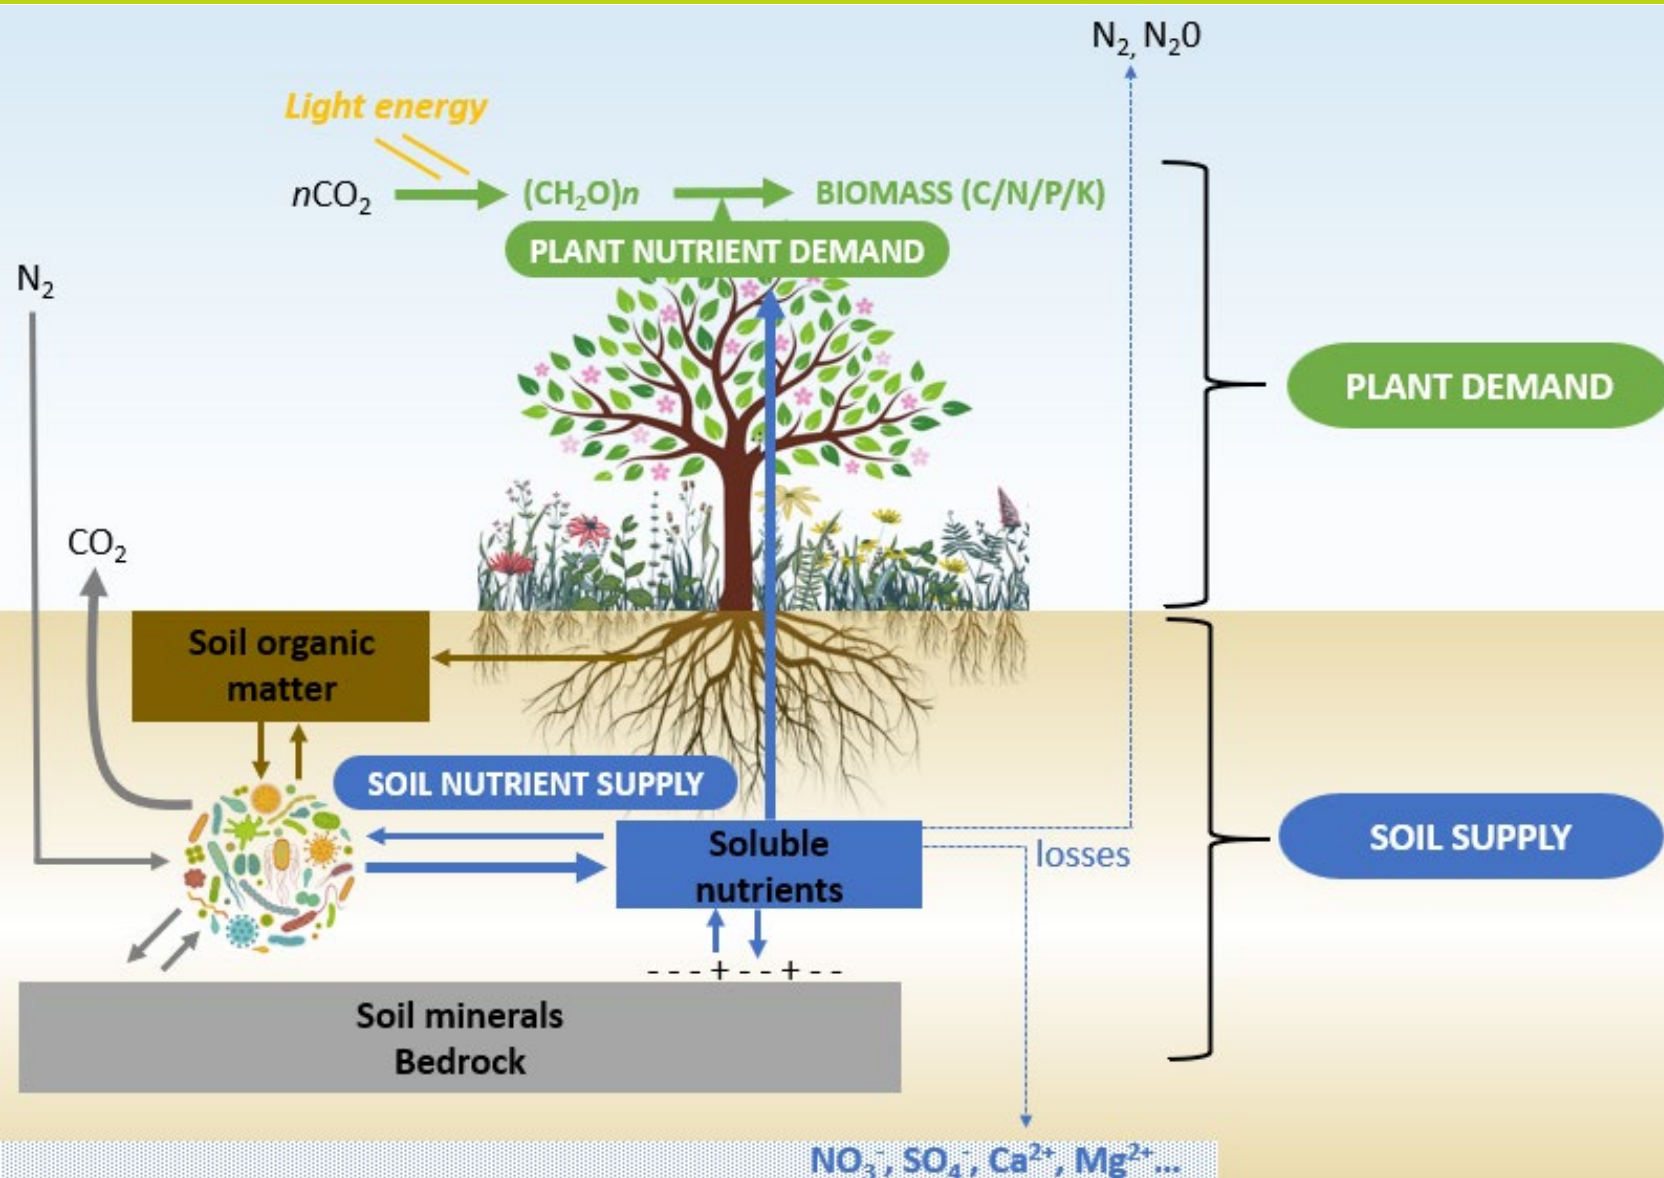 N₂, N₂0
Light energy
nCO₂
(CH₂O)n
BIOMASS (C/N/P/K)
PLANT NUTRIENT DEMAND
N₂
PLANT DEMAND
CO₂
Soil organic
matter
SOIL NUTRIENT SUPPLY
Soluble
nutrients
losses
SOIL SUPPLY
- - - + - - + - -
Soil minerals
Bedrock
NO₃⁻, SO₄⁻, Ca²⁺, Mg²⁺...